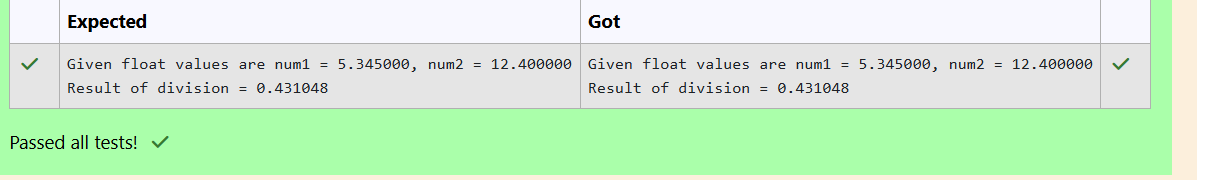 Expected Got
Given float values are num1 = 5.345000, num2 = 12.400000 Given float values are num1 = 5.345000, num2 = 12.400000
Result of division = 0.431048 Result of division = 0.431048
Passed all tests!